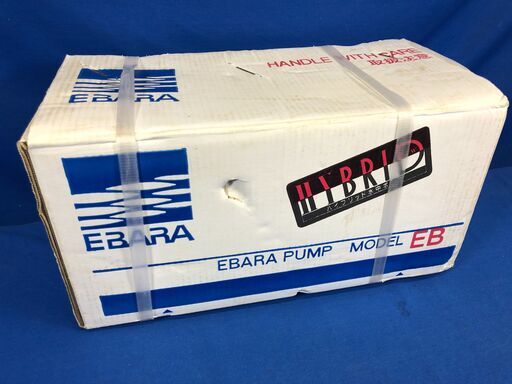 EBARA
HANDLE WITH CARE
取扱注意
HYBRID
EBARA
EBARA PUMP MODEL EB